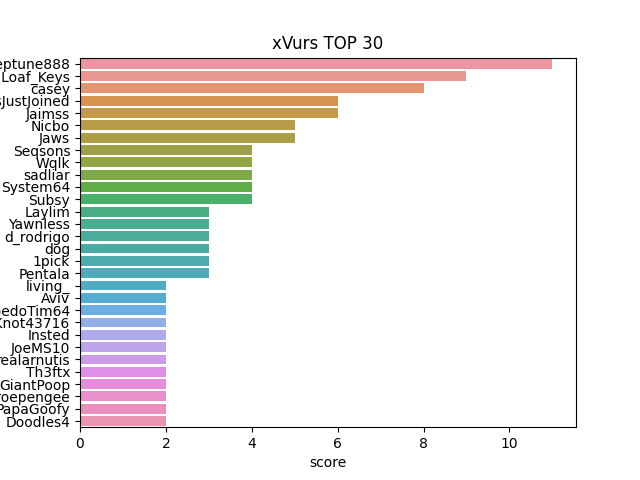 xVurs TOP 30
eptune888
Loaf_Keys
casey
sJustJoined
Jaimss
Nicbo
Jaws
Seqsons
Wqlk
sadliar
System64
Subsy
Laylim
Yawnless
d_rodrigo
dog
1pick
Pentala
living_
Aviv
pedoTim64
Knot43716
Insted
JoeMS10
realarnutis
Th3ftx
GiantPoop
roepengee
PapaGoofy
Doodles4
0 2 4 6 8 10
score